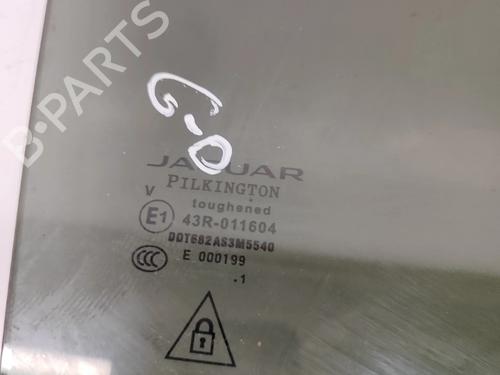 B-PARTS
G-D
JAGUAR
PILKINGTON
toughened
V
E1 43R-011604
DOT682AS3M5540
CCC E 000199
.1